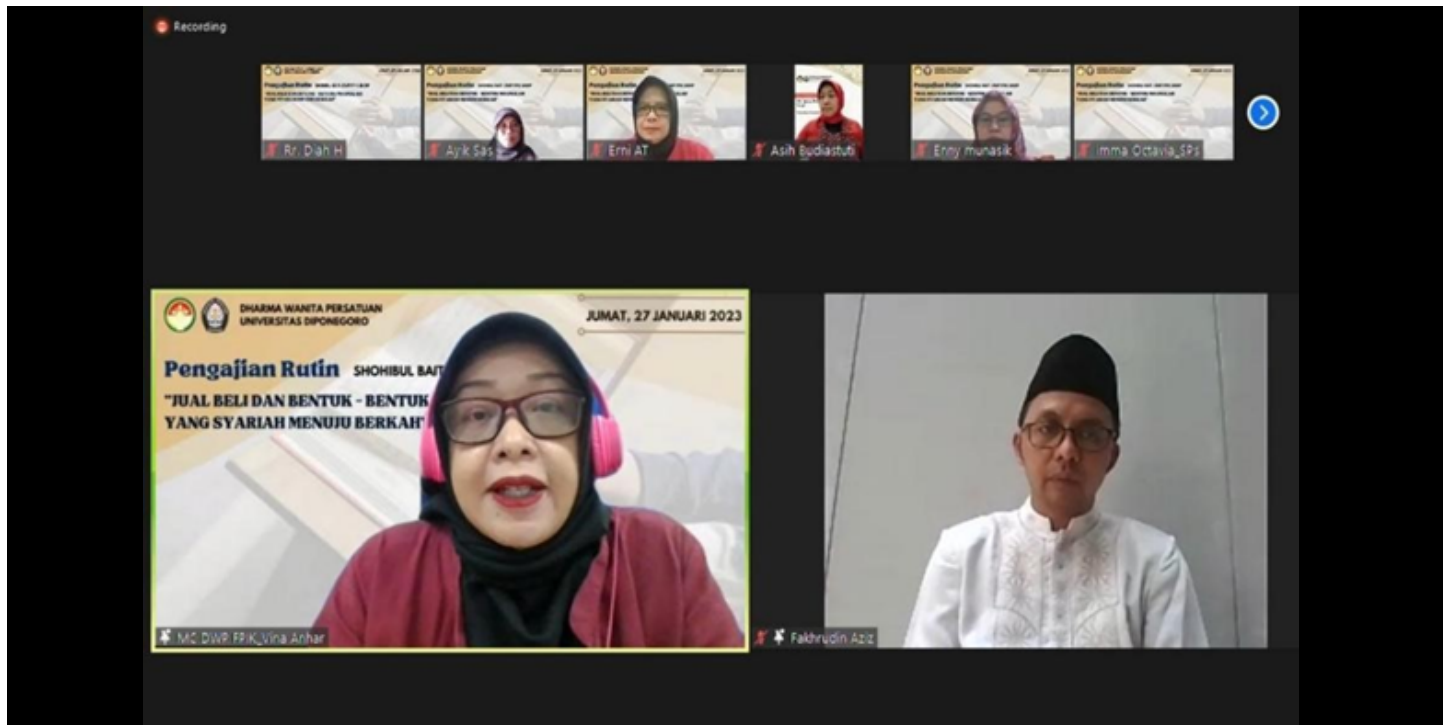 Recording
Rr. Diah H
Ayik Sas
Erni AT
Asih Budiastuti
Enny munasik
imma Octavia_SPs
DHARMA WANITA PERSATUAN
UNIVERSITAS DIPONEGORO
JUMAT, 27 JANUARI 2023
Pengajian Rutin SHOHIBUL BAIT
"JUAL BELI DAN BENTUK - BENTUK
YANG SYARIAH MENUJU BERKAH"
MC DWP FPIK_Vina Anhar
Fakhrudin Aziz